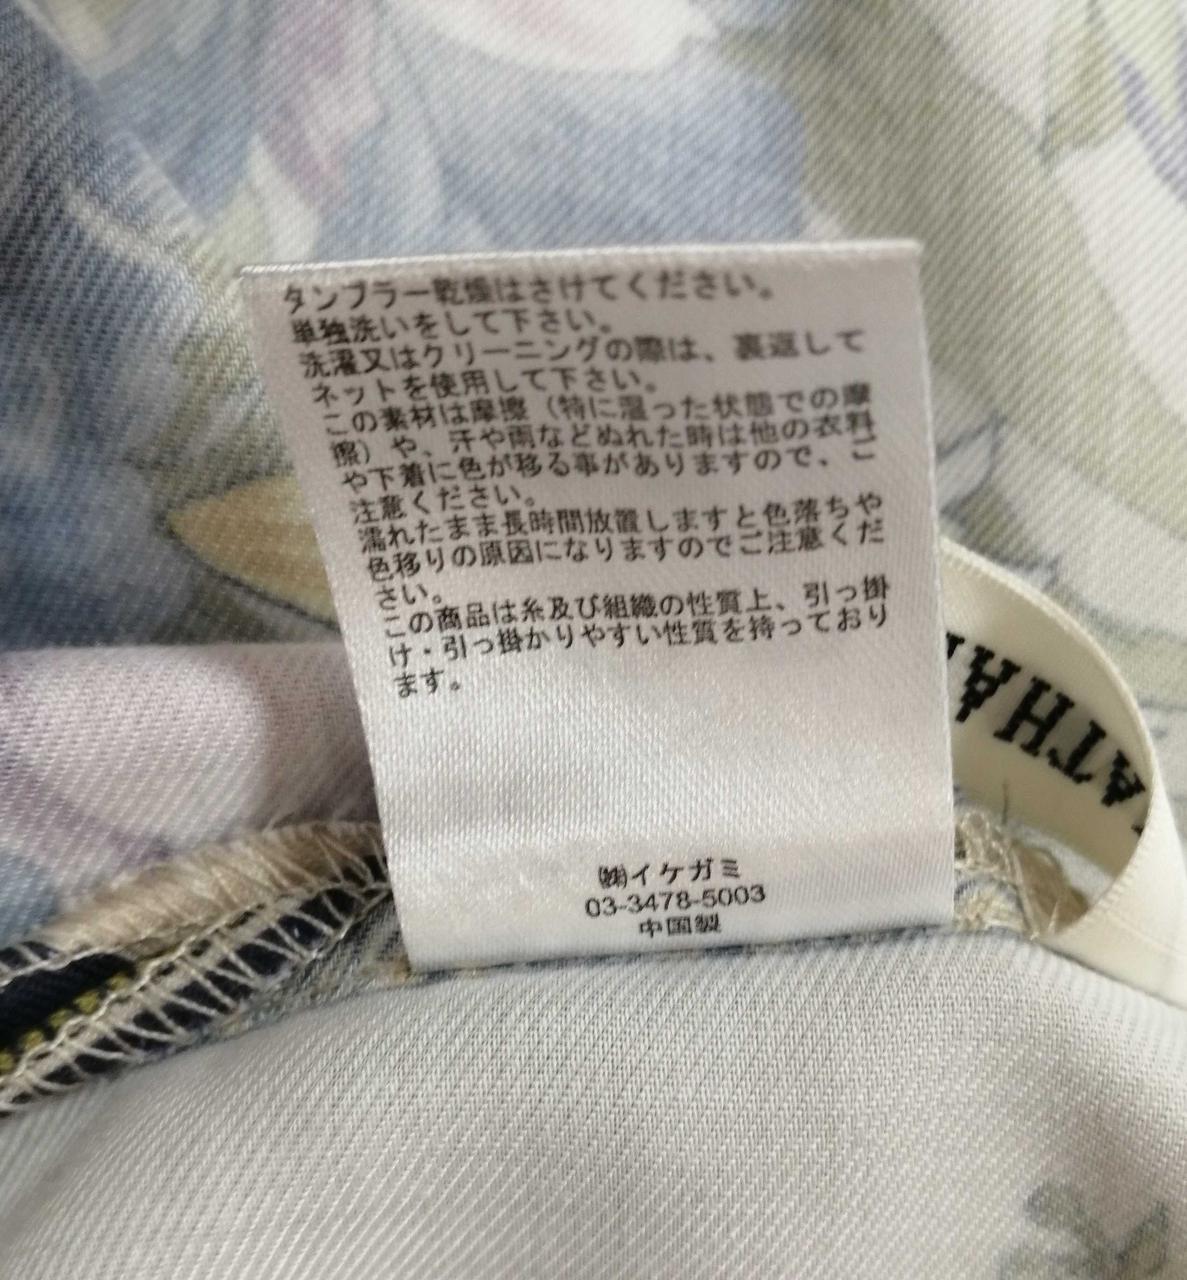 タンブラー乾燥はさけてください。
単独洗いをして下さい。
洗濯又はクリーニングの際は、裏返して
ネットを使用して下さい。
この素材は摩擦（特に湿った状態での摩
擦）や、汗や雨などぬれた時は他の衣料
や下着に色が移る事がありますので、ご
注意ください。
濡れたまま長時間放置しますと色落ちや
色移りの原因になりますのでご注意くだ
さい。
この商品は糸及び組織の性質上、引っ掛
け・引っ掛かりやすい性質を持っており
ます。
㈱イケガミ
03-3478-5003
中国製
ATHA